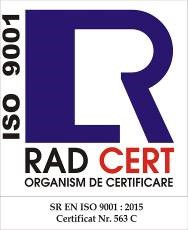 ISO 9001
RAD CERT
ORGANISM DE CERTIFICARE
SR EN ISO 9001 : 2015
Certificat Nr. 563 C